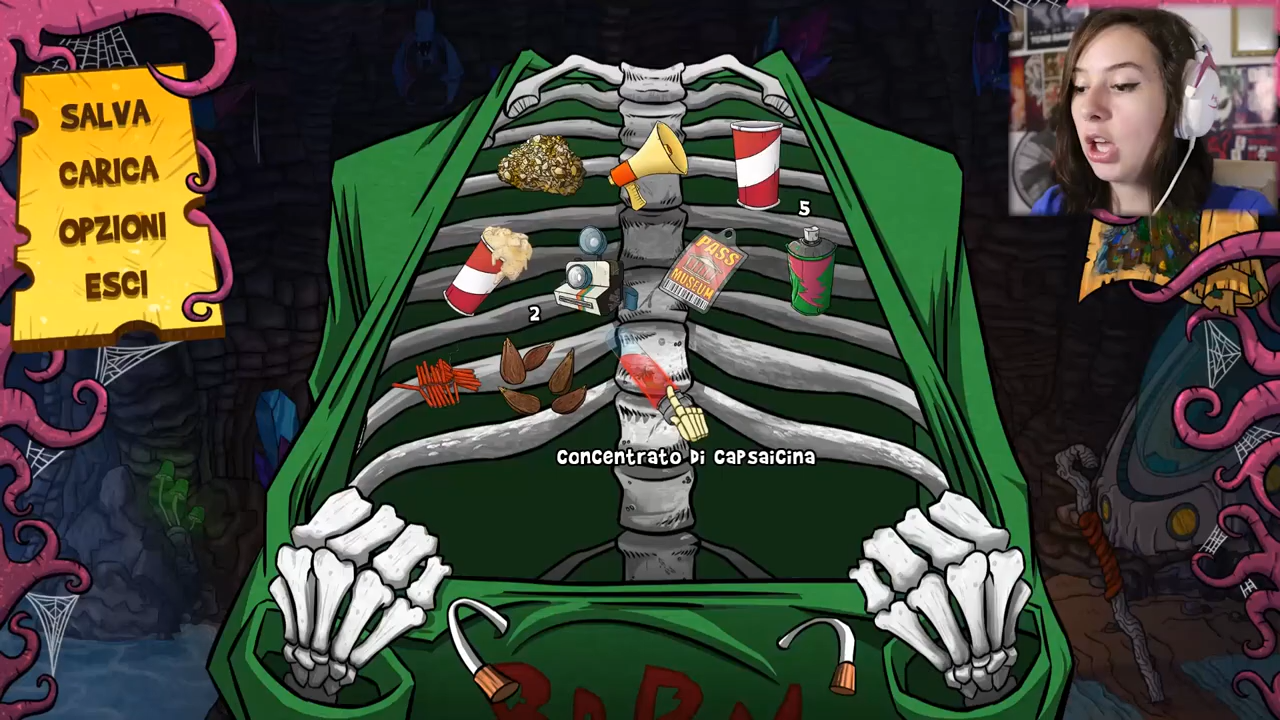 SALVA
CARICA
OPZIONI
ESCI
5
PASS
MUSEUM
2
concentrato di capsaicina